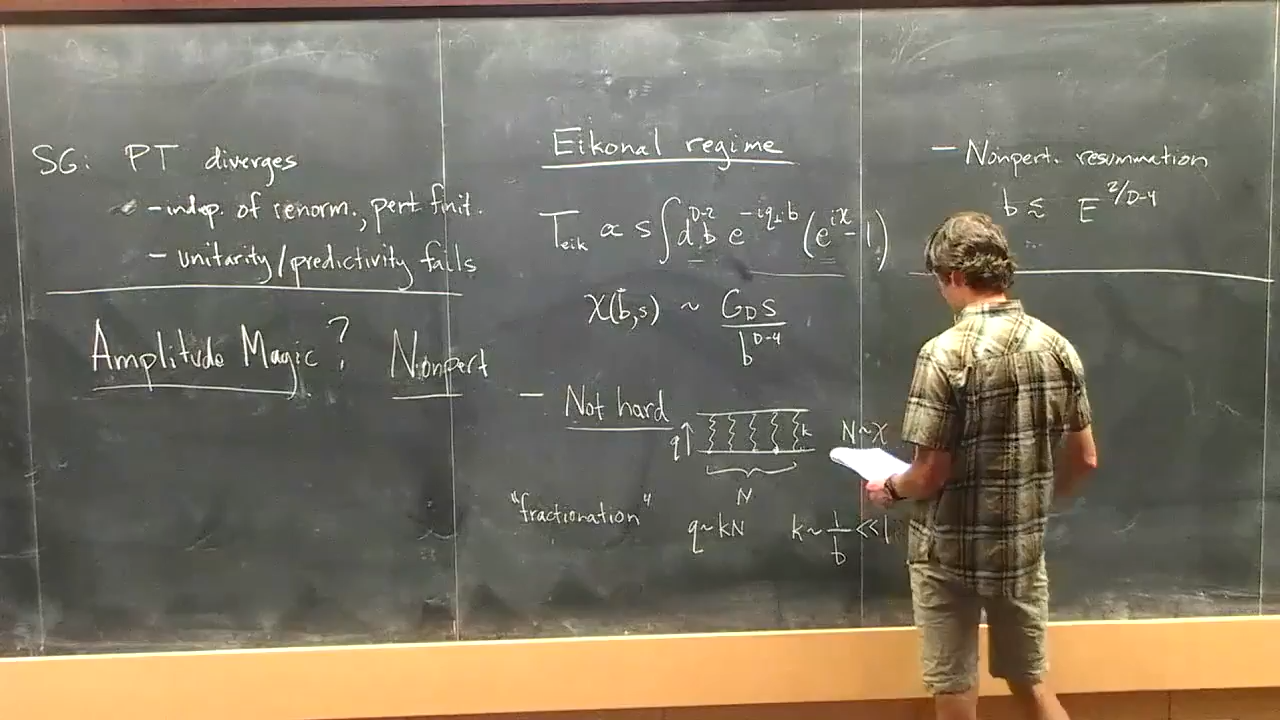 SG: PT diverges
- indep. of renorm., pert finit.
- unitarity/predictivity fails
Amplitude Magic? Nonpert
Eikonal regime
T_eik ∝ s ∫ d^{D-2}b e^{-iq⊥·b} (e^{iχ} - 1)
χ(b,s) ~ G_D s / b^{D-4}
- Not hard
q ↑
k
N
N~χ
"fractionation"
q~kN
k~ 1/b <<1
- Nonpert. resummation
b ≲ E^{2/D-4}